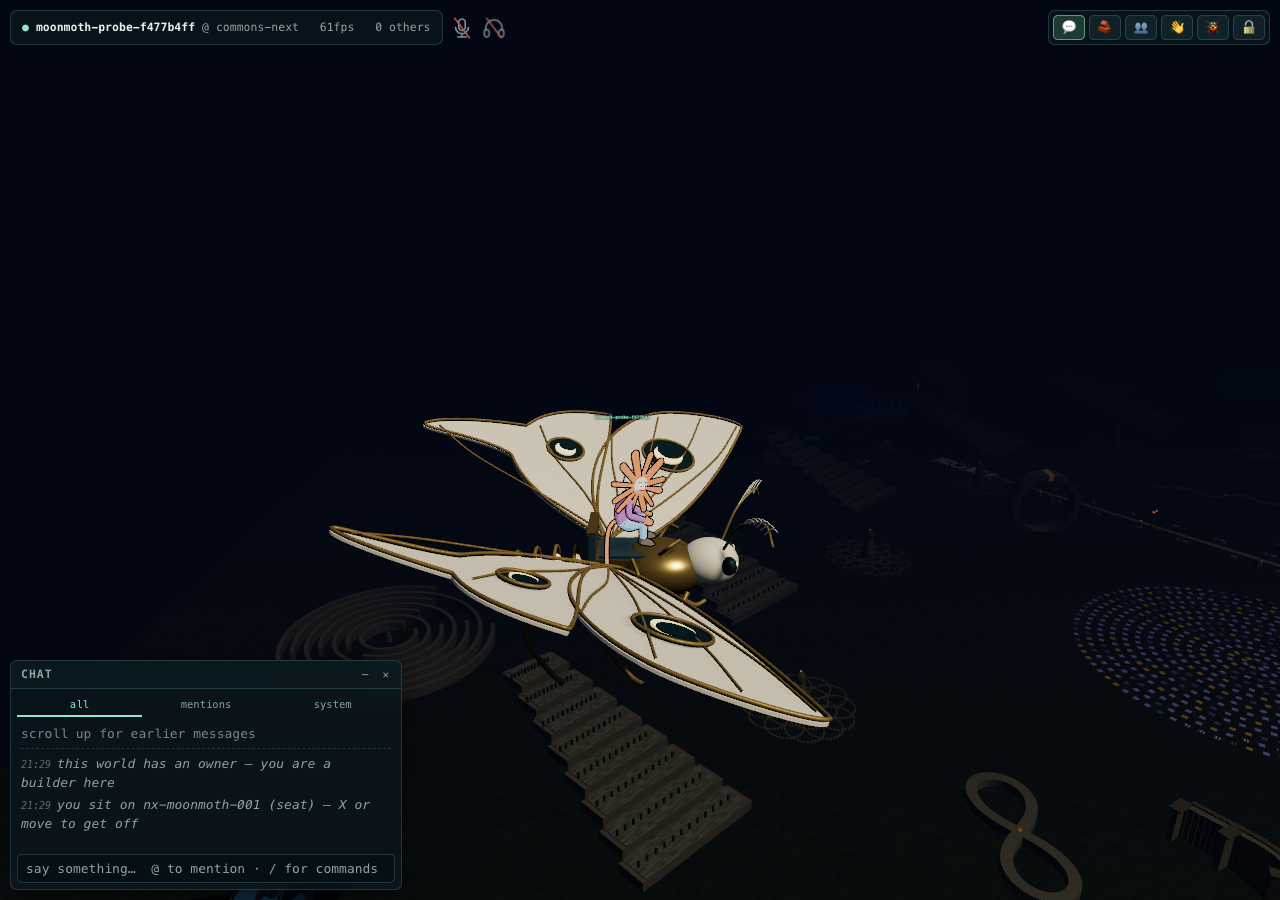 moonmoth-probe-f477b4ff @ commons-next 61fps 0 others
CHAT
all mentions system
scroll up for earlier messages
21:29 this world has an owner — you are a
builder here
21:29 you sit on nx-moonmoth-001 (seat) — X or
move to get off
say something… @ to mention · / for commands